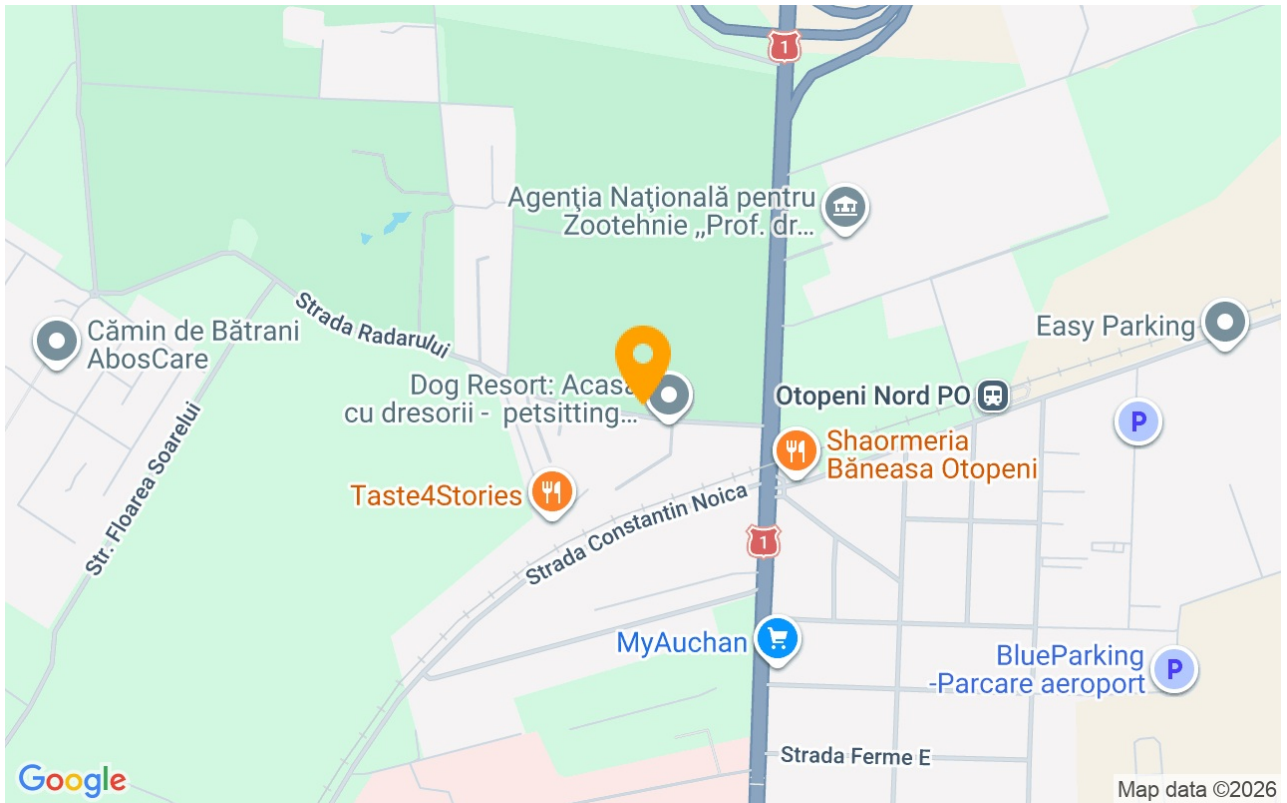 1
Agenţia Naţională pentru
Zootehnie „Prof. dr...
Strada Radarului
Cămin de Bătrani
AbosCare
Easy Parking
Dog Resort: Acasă
cu dresorii - petsitting...
Otopeni Nord PO
P
Shaormeria
Băneasa Otopeni
Str. Floarea Soarelui
Taste4Stories
Strada Constantin Noica
1
MyAuchan
BlueParking
-Parcare aeroport
P
Strada Ferme E
Google
Map data ©2026